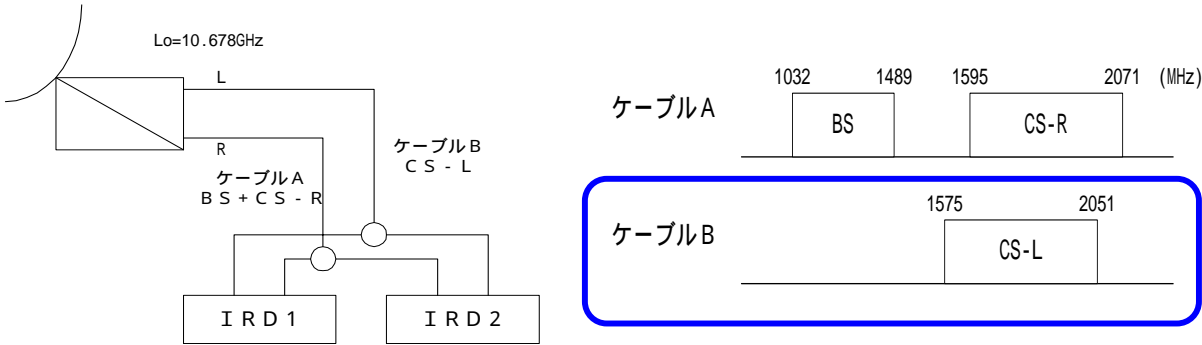 Lo=10.678GHz
L
R
ケーブルB
CS-L
ケーブルA
BS+CS-R
IRD1
IRD2
1032 1489 1595 2071 (MHz)
ケーブルA
BS
CS-R
1575 2051
ケーブルB
CS-L